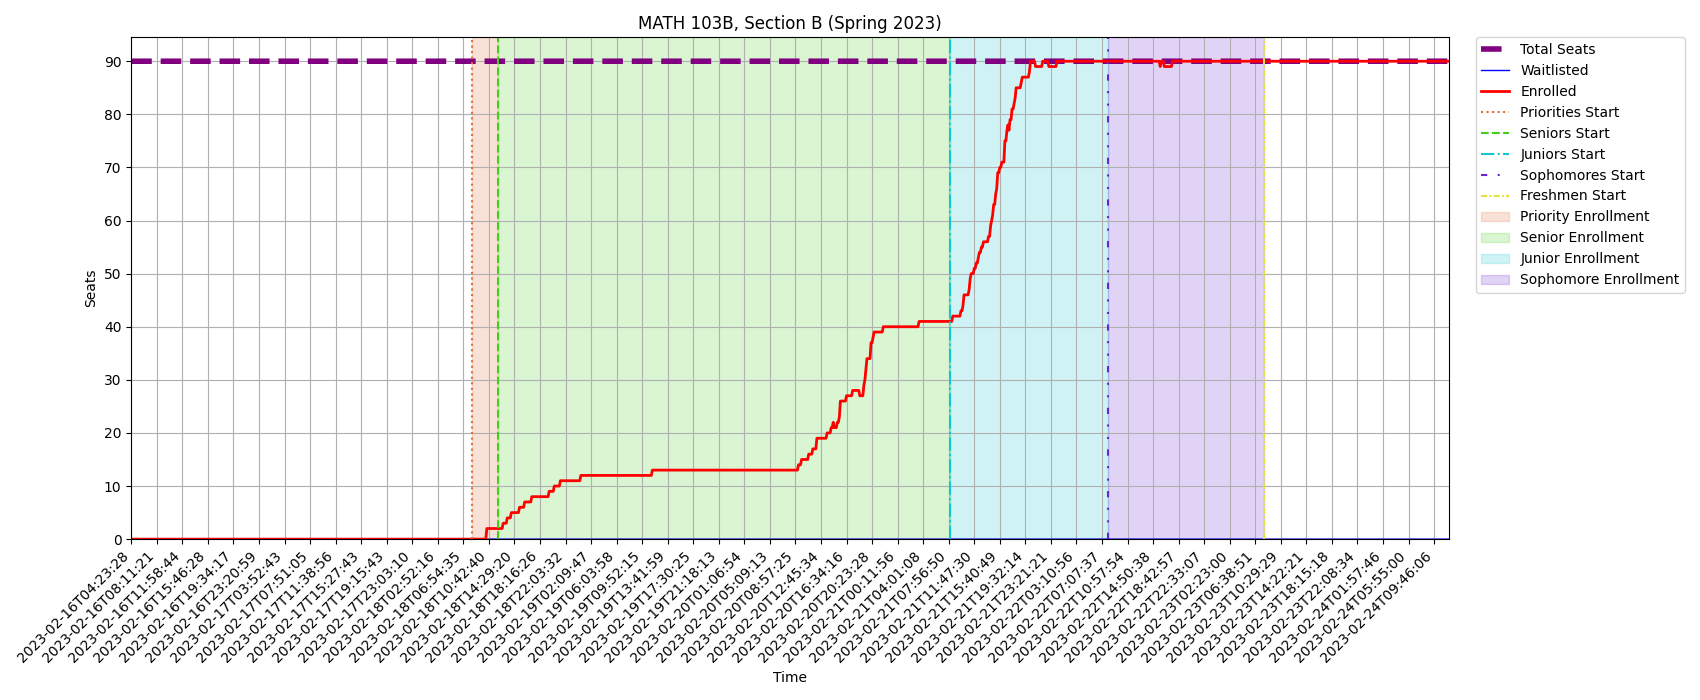 MATH 103B, Section B (Spring 2023)
Seats
90
80
70
60
50
40
30
20
10
0
2023-02-16T04:23:28
2023-02-16T08:11:21
2023-02-16T11:58:44
2023-02-16T15:46:28
2023-02-16T19:34:17
2023-02-16T23:20:59
2023-02-17T03:52:43
2023-02-17T07:51:05
2023-02-17T11:38:56
2023-02-17T15:27:43
2023-02-17T19:15:43
2023-02-17T23:03:10
2023-02-18T02:52:16
2023-02-18T06:54:35
2023-02-18T10:42:40
2023-02-18T14:29:20
2023-02-18T18:16:26
2023-02-18T22:03:32
2023-02-19T02:09:47
2023-02-19T06:03:58
2023-02-19T09:52:15
2023-02-19T13:41:59
2023-02-19T17:30:25
2023-02-19T21:18:13
2023-02-20T01:06:54
2023-02-20T05:09:13
2023-02-20T08:57:25
2023-02-20T12:45:34
2023-02-20T16:34:16
2023-02-20T20:23:28
2023-02-21T00:11:56
2023-02-21T04:01:08
2023-02-21T07:56:50
2023-02-21T11:47:30
2023-02-21T15:40:49
2023-02-21T19:32:14
2023-02-21T23:21:21
2023-02-22T03:10:56
2023-02-22T07:07:37
2023-02-22T10:57:54
2023-02-22T14:50:38
2023-02-22T18:42:57
2023-02-22T22:33:07
2023-02-23T02:23:00
2023-02-23T06:38:51
2023-02-23T10:29:29
2023-02-23T14:22:21
2023-02-23T18:15:18
2023-02-23T22:08:34
2023-02-24T01:57:46
2023-02-24T05:55:00
2023-02-24T09:46:06
Time
Total Seats
Waitlisted
Enrolled
Priorities Start
Seniors Start
Juniors Start
Sophomores Start
Freshmen Start
Priority Enrollment
Senior Enrollment
Junior Enrollment
Sophomore Enrollment